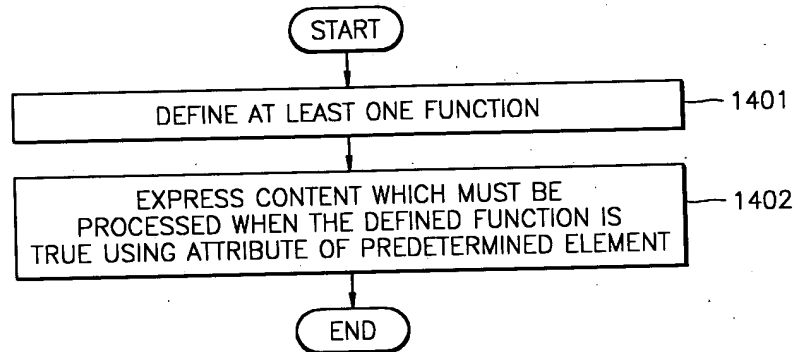 START
DEFINE AT LEAST ONE FUNCTION
1401
EXPRESS CONTENT WHICH MUST BE
PROCESSED WHEN THE DEFINED FUNCTION IS
TRUE USING ATTRIBUTE OF PREDETERMINED ELEMENT
1402
END